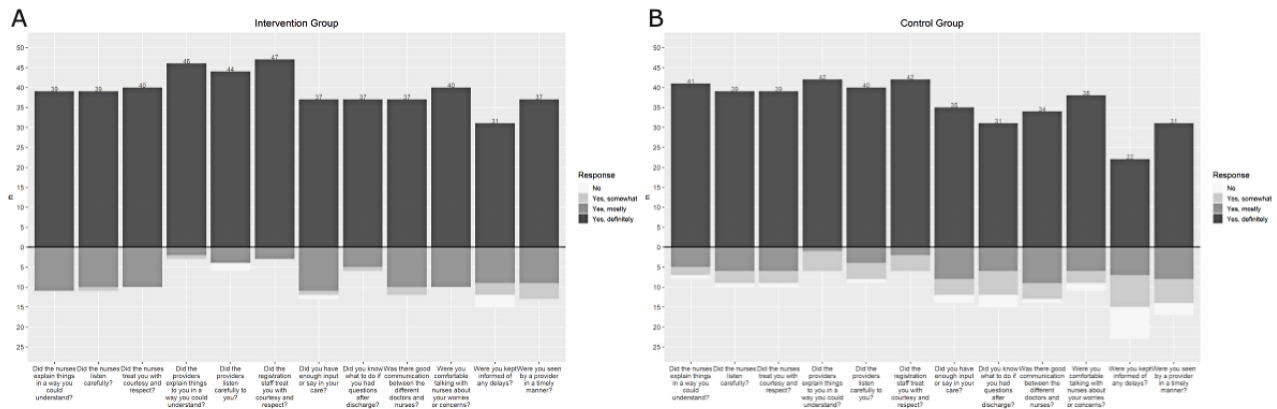 A
Intervention Group
50
45
40
35
30
25
20
15
10
5
0
5
10
15
20
25
n
39
39
40
46
44
47
37
37
37
40
31
37
Did the nurses explain things in a way you could understand?
Did the nurses listen carefully?
Did the nurses treat you with courtesy and respect?
Did the providers explain things to you in a way you could understand?
Did the providers listen carefully to you?
Did the registration staff treat you with courtesy and respect?
Did you have enough input or say in your care?
Did you know what to do if you had questions after discharge?
Was there good communication between the different doctors and nurses?
Were you comfortable talking with nurses about your worries or concerns?
Were you kept informed of any delays?
Were you seen by a provider in a timely manner?
Response
No
Yes, somewhat
Yes, mostly
Yes, definitely
B
Control Group
50
45
40
35
30
25
20
15
10
5
0
5
10
15
20
25
n
41
39
39
42
40
42
35
31
34
38
22
31
Did the nurses explain things in a way you could understand?
Did the nurses listen carefully?
Did the nurses treat you with courtesy and respect?
Did the providers explain things to you in a way you could understand?
Did the providers listen carefully to you?
Did the registration staff treat you with courtesy and respect?
Did you have enough input or say in your care?
Did you know what to do if you had questions after discharge?
Was there good communication between the different doctors and nurses?
Were you comfortable talking with nurses about your worries or concerns?
Were you kept informed of any delays?
Were you seen by a provider in a timely manner?
Response
No
Yes, somewhat
Yes, mostly
Yes, definitely